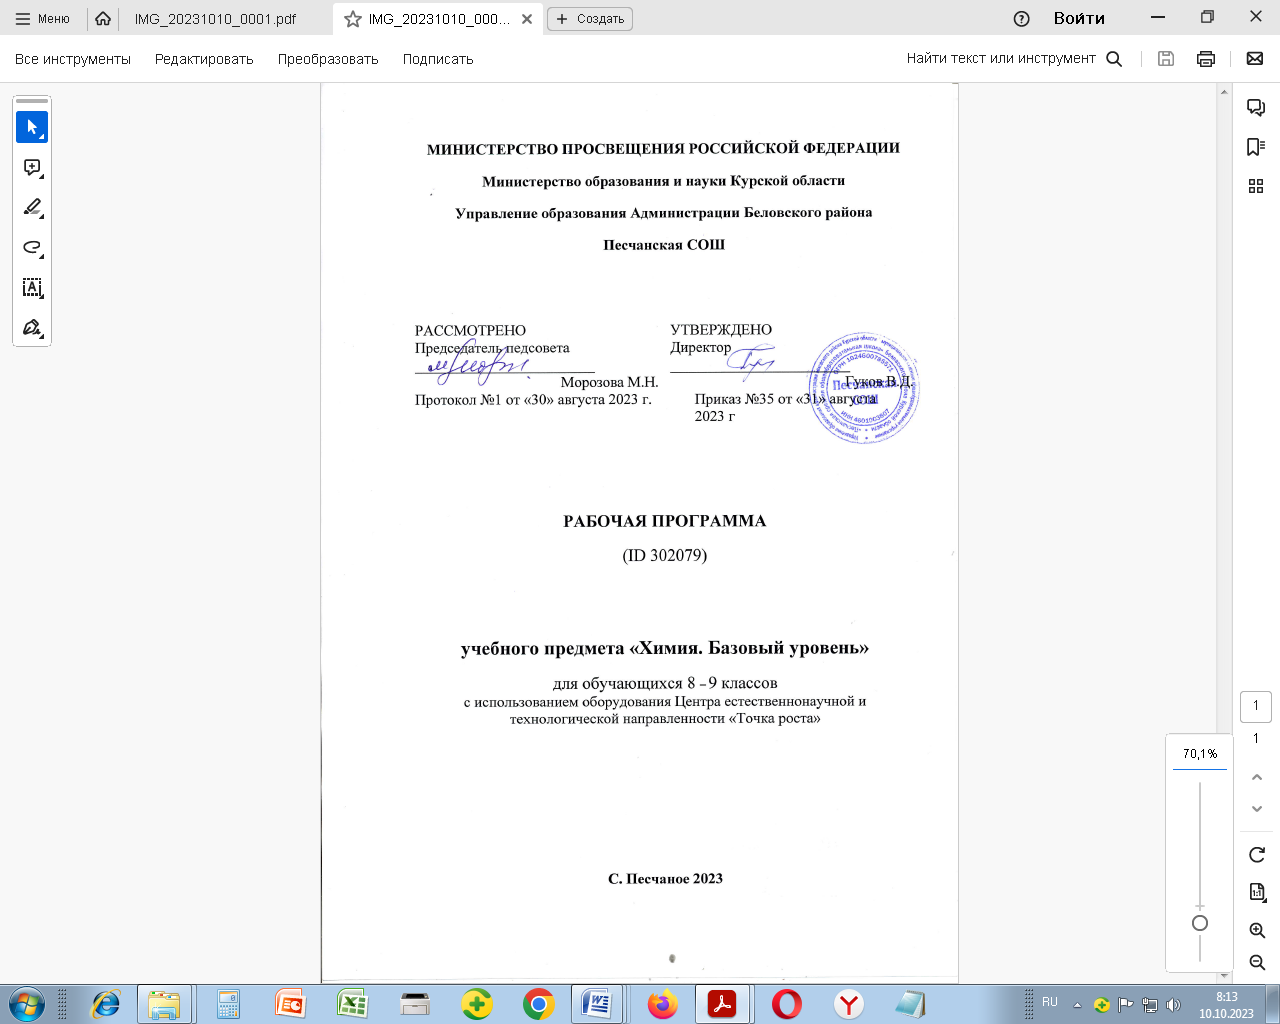 Меню
IMG_20231010_0001.pdf
IMG_20231010_000...
Создать
Войти
Все инструменты
Редактировать
Преобразовать
Подписать
Найти текст или инструмент
МИНИСТЕРСТВО ПРОСВЕЩЕНИЯ РОССИЙСКОЙ ФЕДЕРАЦИИ
Министерство образования и науки Курской области
Управление образования Администрации Беловского района
Песчанская СОШ
РАССМОТРЕНО
Председатель педсовета
Морозова М.Н.
Протокол №1 от «30» августа 2023 г.
УТВЕРЖДЕНО
Директор
Гуков В.Д.
Приказ №35 от «31» августа
2023 г
Песчанская
СОШ
РАБОЧАЯ ПРОГРАММА
(ID 302079)
учебного предмета «Химия. Базовый уровень»
для обучающихся 8 – 9 классов
с использованием оборудования Центра естественнонаучной и
технологической направленности «Точка роста»
С. Песчаное 2023
1
1
70,1%
RU
8:13
10.10.2023